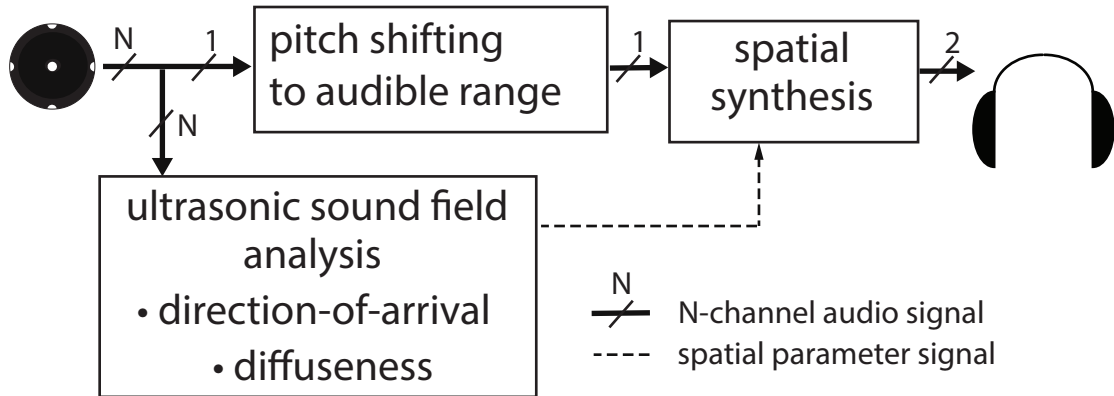 N
1
pitch shifting
to audible range
1
spatial
synthesis
2
N
ultrasonic sound field
analysis
• direction-of-arrival
• diffuseness
N
N-channel audio signal
spatial parameter signal